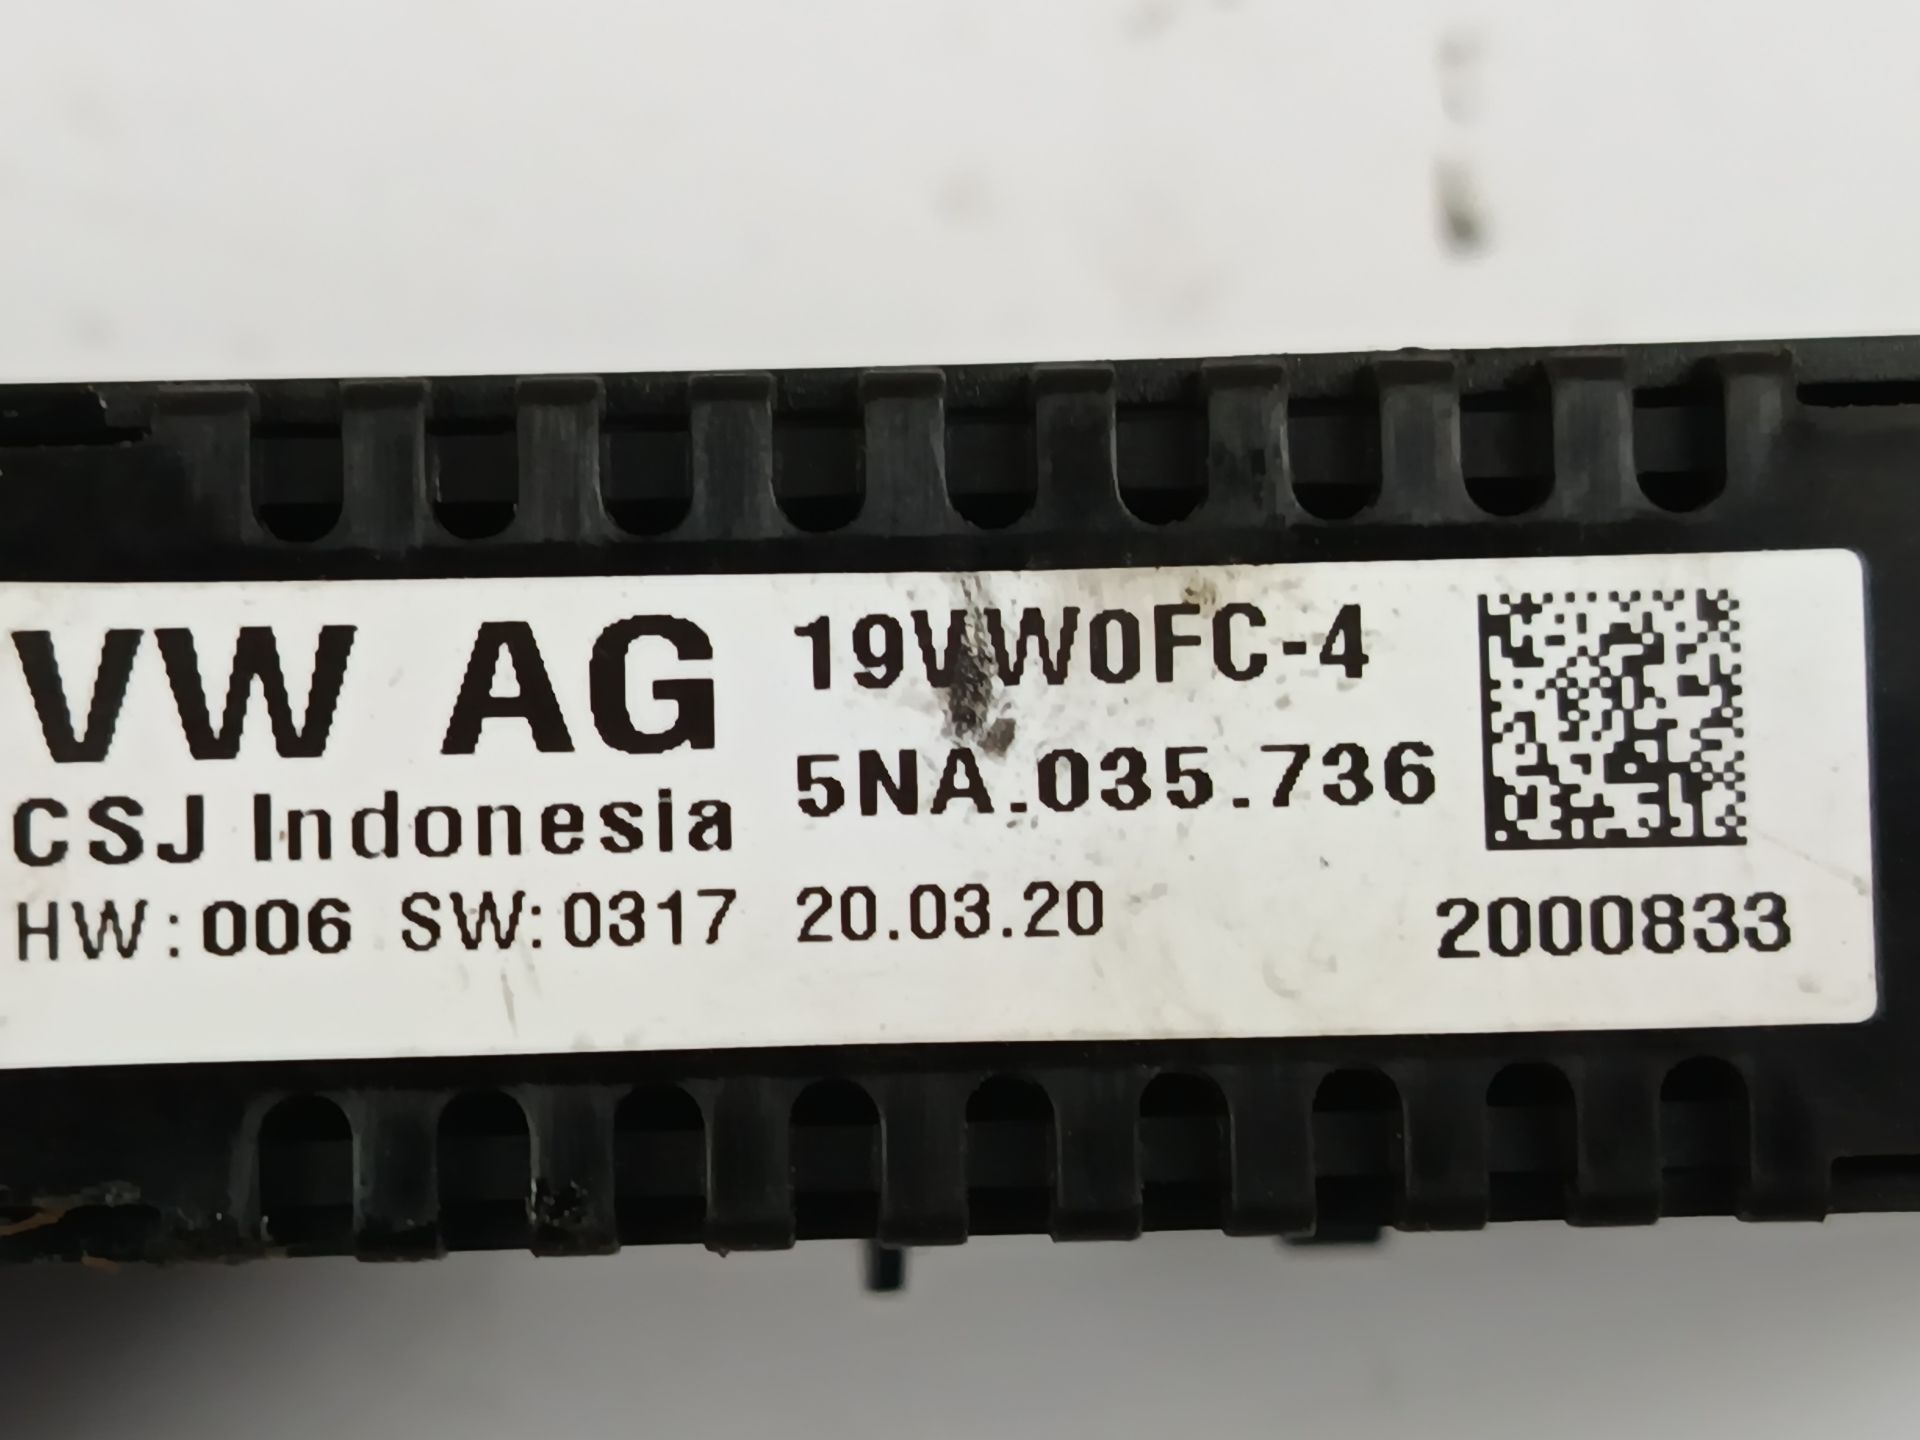 VW AG 19VW0FC-4
5NA.035.736
CSJ Indonesia
HW:006 SW:0317 20.03.20 2000833